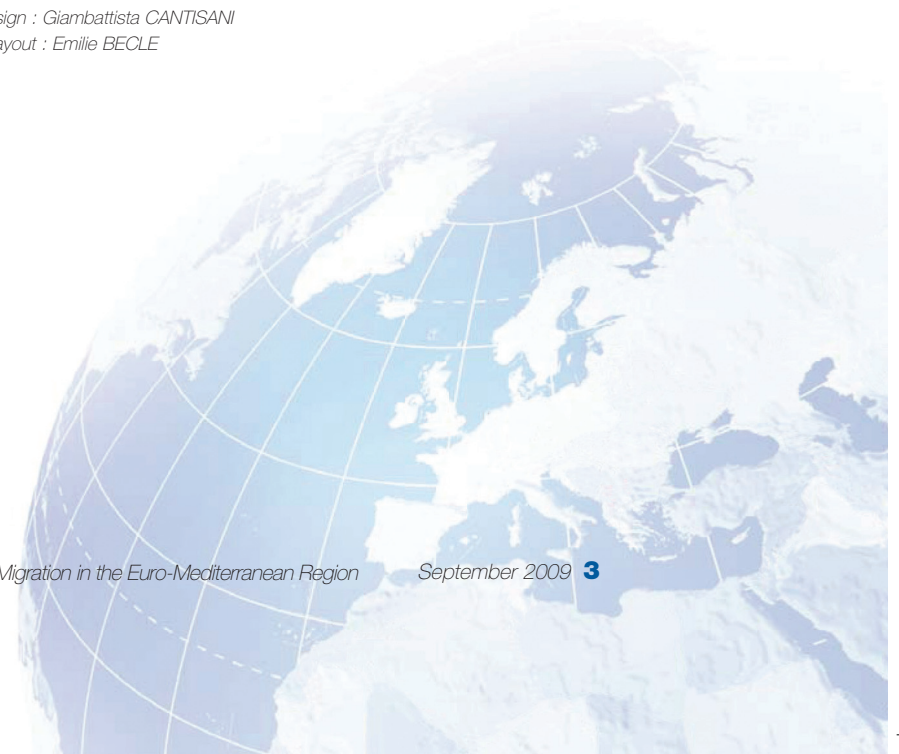 sign : Giambattista CANTISANI
ayout : Emilie BECLE
Migration in the Euro-Mediterranean Region September 2009 3